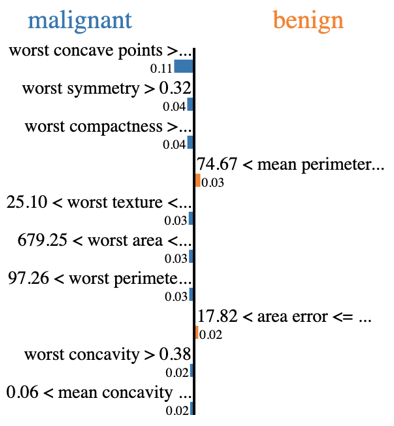 malignant benign
worst concave points >...
0.11
worst symmetry > 0.32
0.04
worst compactness >...
0.04
74.67 < mean perimeter...
0.03
25.10 < worst texture <...
0.03
679.25 < worst area <...
0.03
97.26 < worst perimete...
0.03
17.82 < area error <= ...
0.02
worst concavity > 0.38
0.02
0.06 < mean concavity ...
0.02